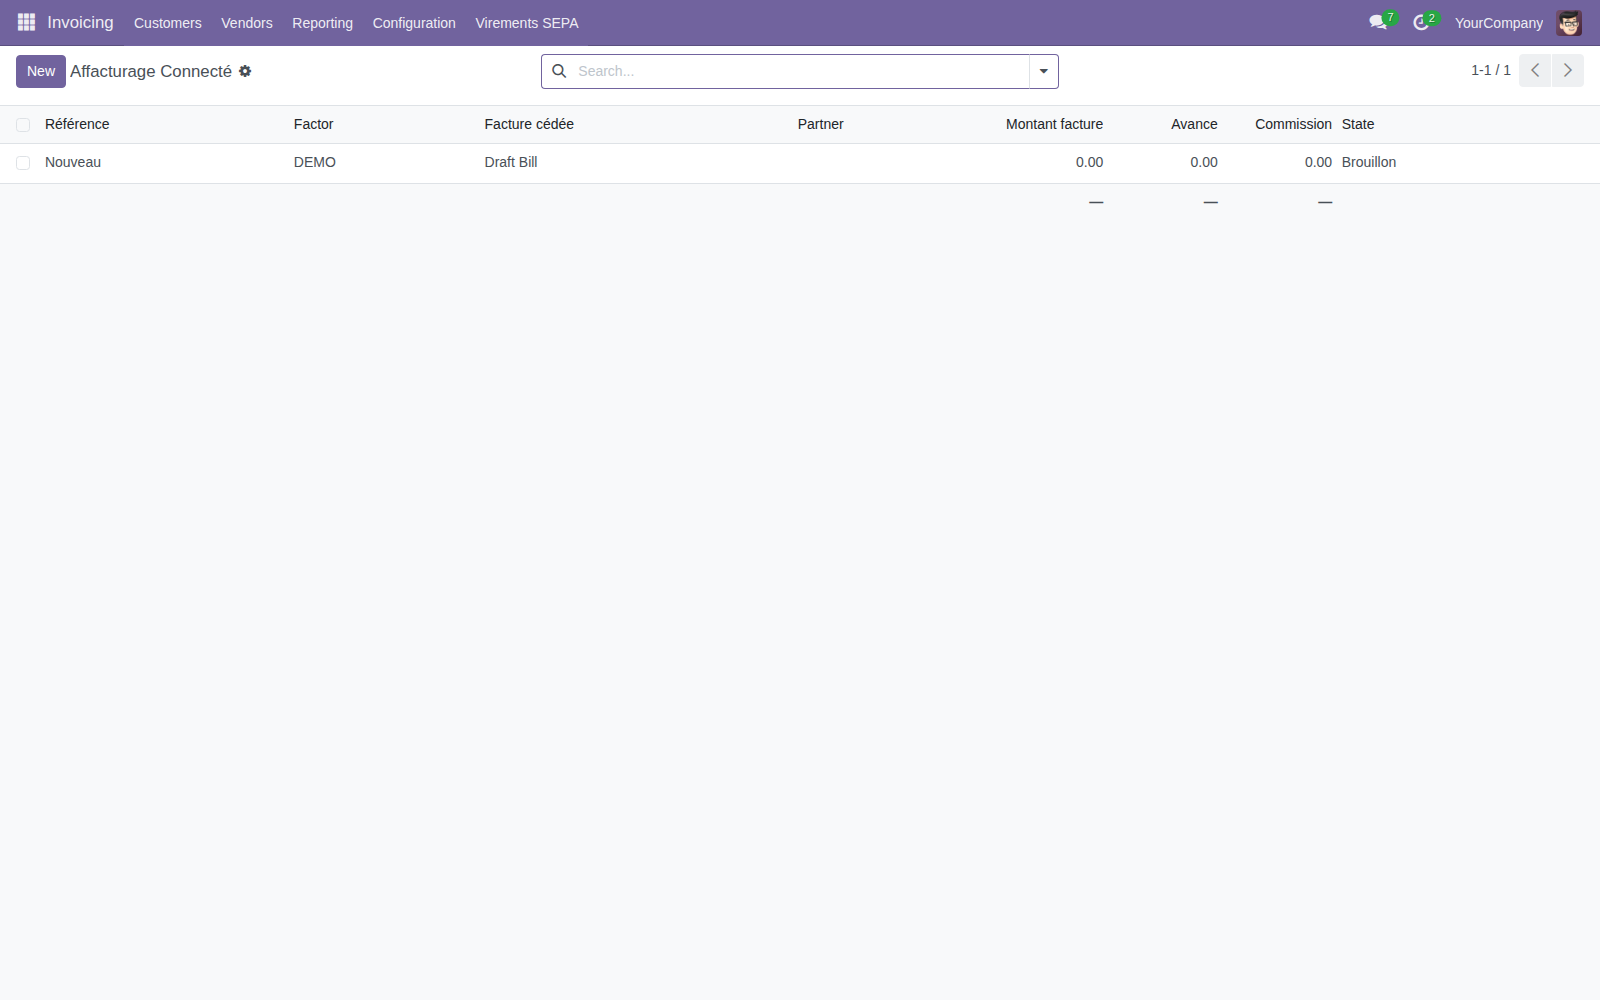 Invoicing Customers Vendors Reporting Configuration Virements SEPA 7 2 YourCompany
New Affacturage Connecté Search... 1-1 / 1
Référence Factor Facture cédée Partner Montant facture Avance Commission State
Nouveau DEMO Draft Bill 0.00 0.00 0.00 Brouillon
— — —